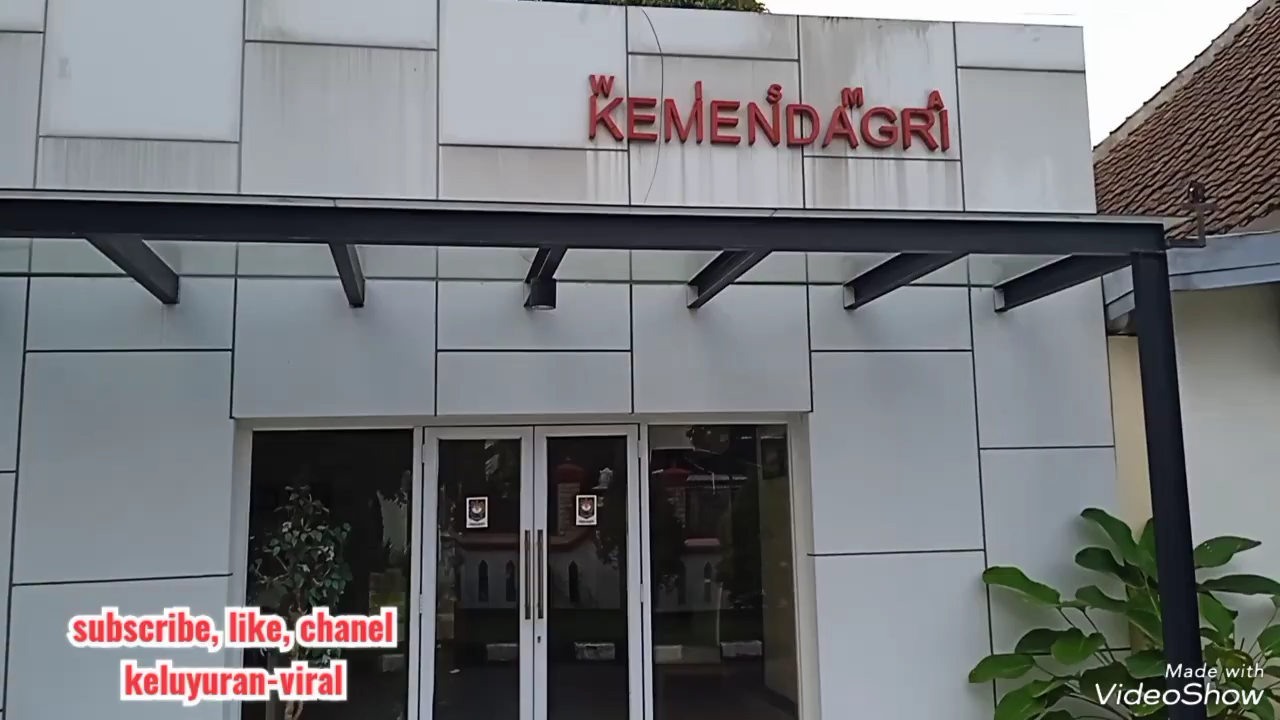 W I S M A
KEMENDAGRI
subscribe, like, chanel
keluyuran-viral
Made with
VideoShow